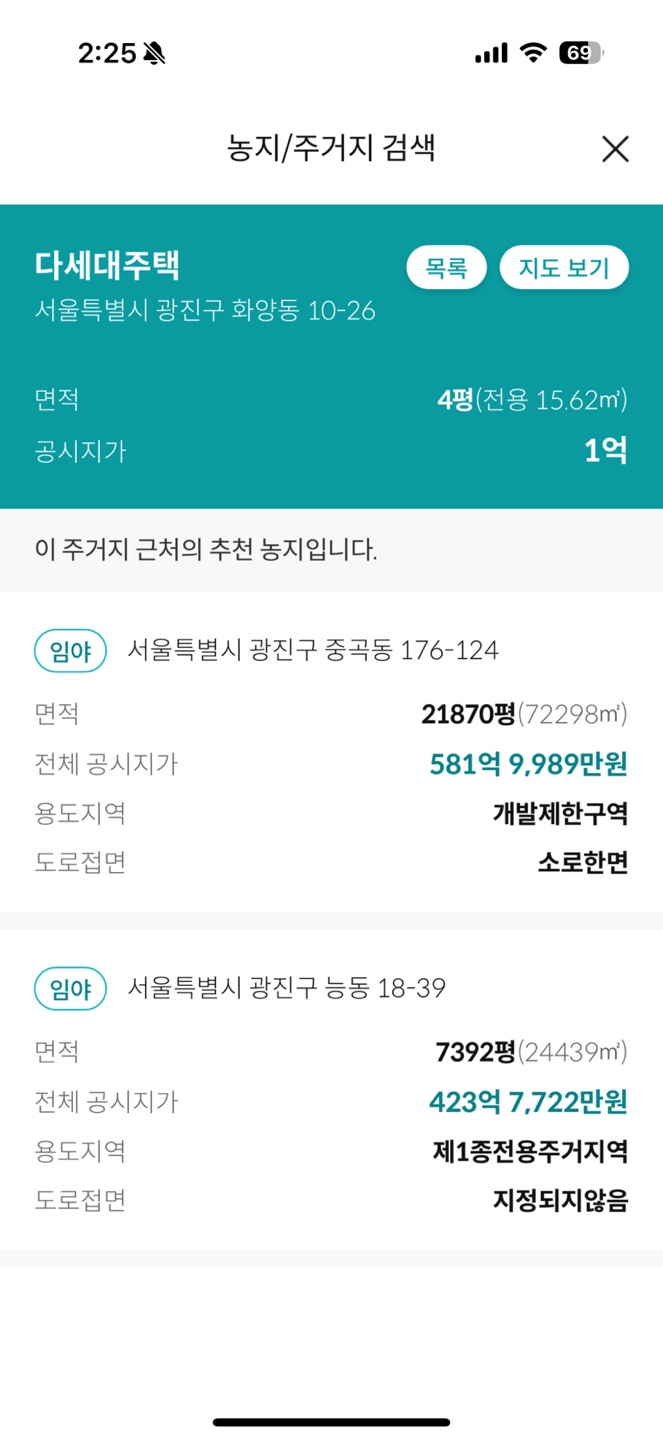 2:25
69
농지/주거지 검색
다세대주택
목록
지도 보기
서울특별시 광진구 화양동 10-26
면적 4평(전용 15.62㎡)
공시지가 1억
이 주거지 근처의 추천 농지입니다.
임야 서울특별시 광진구 중곡동 176-124
면적 21870평(72298㎡)
전체 공시지가 581억 9,989만원
용도지역 개발제한구역
도로접면 소로한면
임야 서울특별시 광진구 능동 18-39
면적 7392평(24439㎡)
전체 공시지가 423억 7,722만원
용도지역 제1종전용주거지역
도로접면 지정되지않음